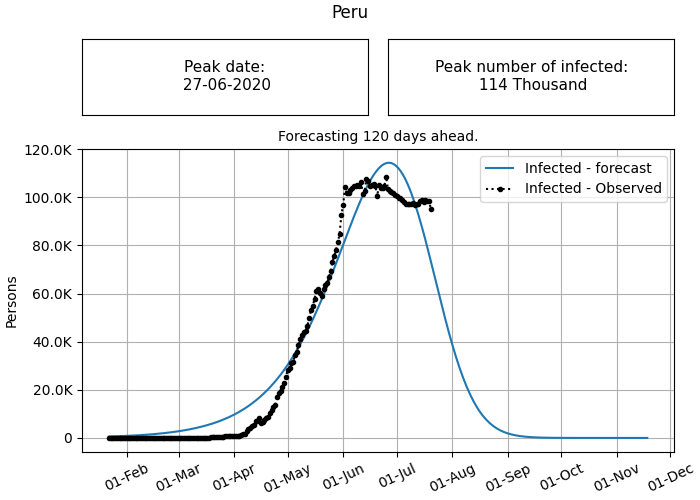 Peru
Peak date:
27-06-2020
Peak number of infected:
114 Thousand
Forecasting 120 days ahead.
120.0K
100.0K
80.0K
60.0K
40.0K
20.0K
0
Persons
Infected - forecast
Infected - Observed
01-Feb
01-Mar
01-Apr
01-May
01-Jun
01-Jul
01-Aug
01-Sep
01-Oct
01-Nov
01-Dec